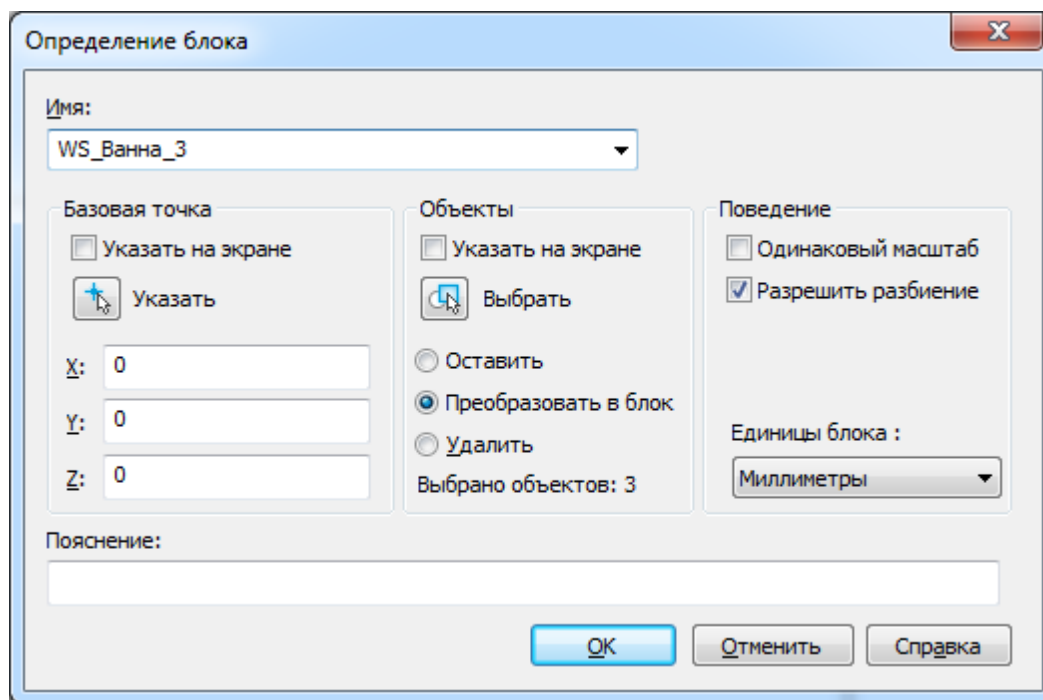 Определение блока
Имя:
WS_Ванна_3
Базовая точка
Указать на экране
Указать
X: 0
Y: 0
Z: 0
Объекты
Указать на экране
Выбрать
Оставить
Преобразовать в блок
Удалить
Выбрано объектов: 3
Поведение
Одинаковый масштаб
Разрешить разбиение
Единицы блока :
Миллиметры
Пояснение:
OK Отменить Справка